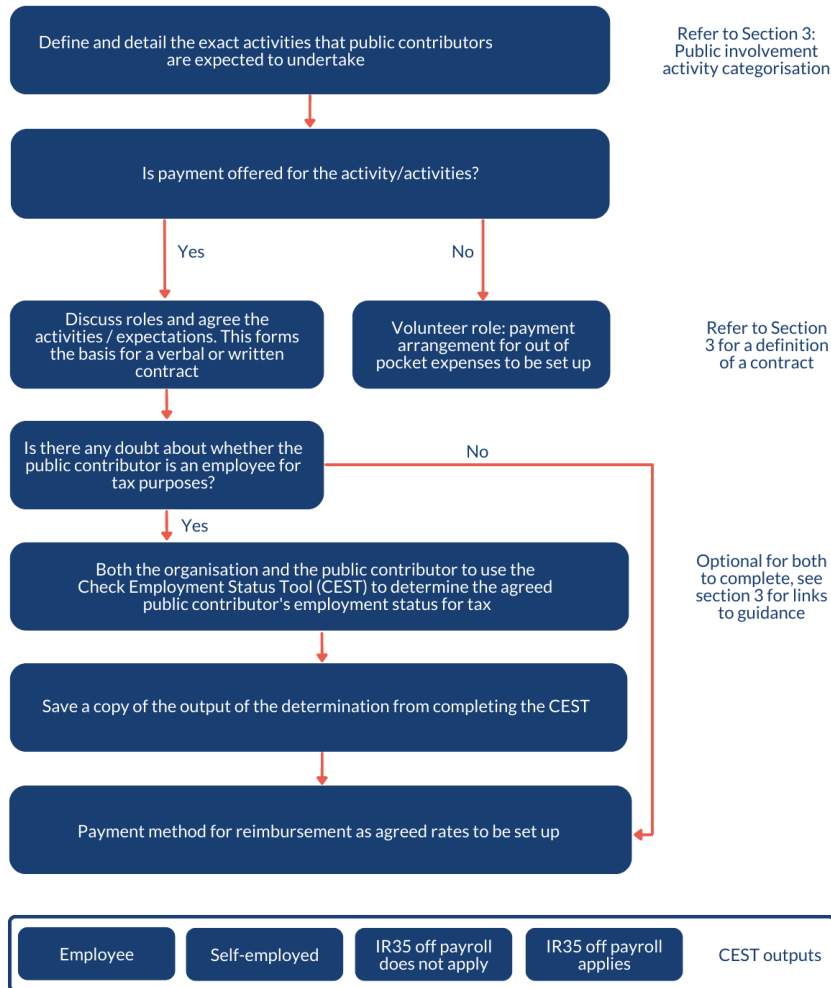 Define and detail the exact activities that public contributors
are expected to undertake
Refer to Section 3:
Public involvement
activity categorisation
Is payment offered for the activity/activities?
Yes
No
Discuss roles and agree the
activities / expectations. This forms
the basis for a verbal or written
contract
Volunteer role: payment
arrangement for out of
pocket expenses to be set up
Refer to Section
3 for a definition
of a contract
Is there any doubt about whether the
public contributor is an employee for
tax purposes?
No
Yes
Both the organisation and the public contributor to use the
Check Employment Status Tool (CEST) to determine the agreed
public contributor's employment status for tax
Optional for both
to complete, see
section 3 for links
to guidance
Save a copy of the output of the determination from completing the CEST
Payment method for reimbursement as agreed rates to be set up
Employee
Self-employed
IR35 off payroll
does not apply
IR35 off payroll
applies
CEST outputs